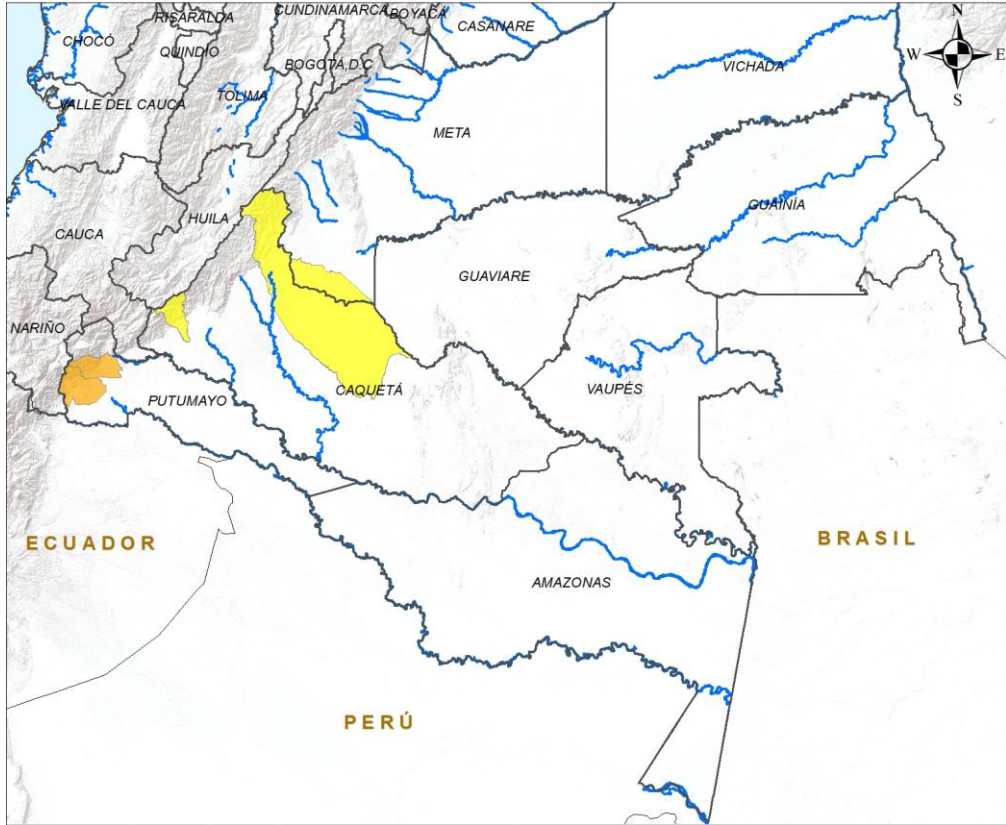 RISARALDA
CUNDINAMARCA
BOYACÁ
CASANARE
N
CHOCÓ
QUINDÍO
BOGOTÁ D.C
W
E
VICHADA
VALLE DEL CAUCA
TOLIMA
S
META
HUILA
GUAINÍA
CAUCA
GUAVIARE
NARIÑO
CAQUETÁ
VAUPÉS
PUTUMAYO
ECUADOR
BRASIL
AMAZONAS
PERÚ